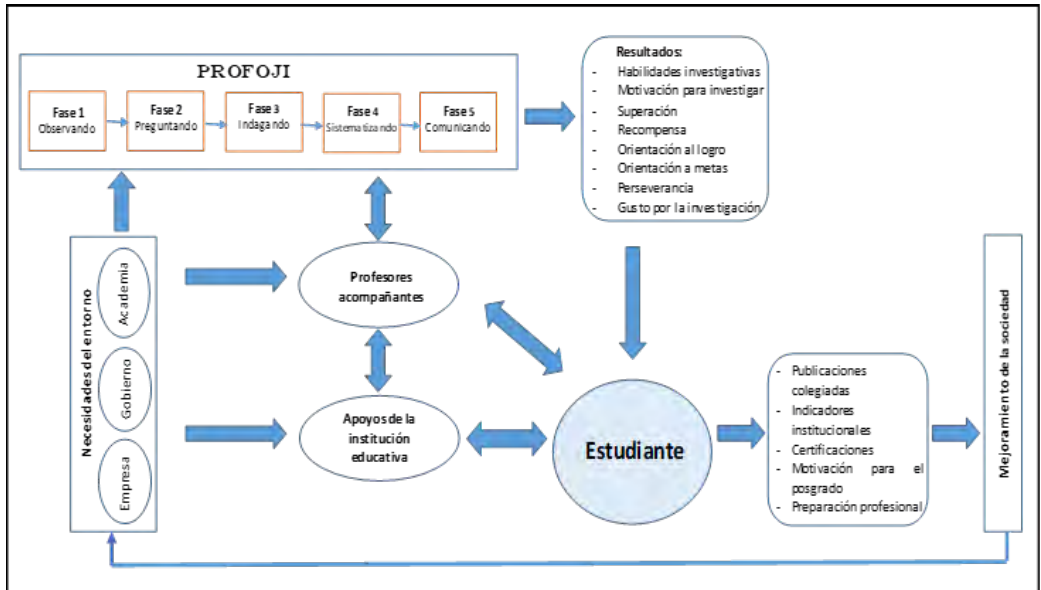 PROFOJI
Fase 1
Observando
Fase 2
Preguntando
Fase 3
Indagando
Fase 4
Sistematizando
Fase 5
Comunicando
Resultados:
- Habilidades investigativas
- Motivación para investigar
- Superación
- Recompensa
- Orientación al logro
- Orientación a metas
- Perseverancia
- Gusto por la investigación
Necesidades del entorno
Academia
Gobierno
Empresa
Profesores
acompañantes
Apoyos de la
institución
educativa
Estudiante
- Publicaciones
colegiadas
- Indicadores
institucionales
- Certificaciones
- Motivación para el
posgrado
- Preparación profesional
Mejoramiento de la sociedad